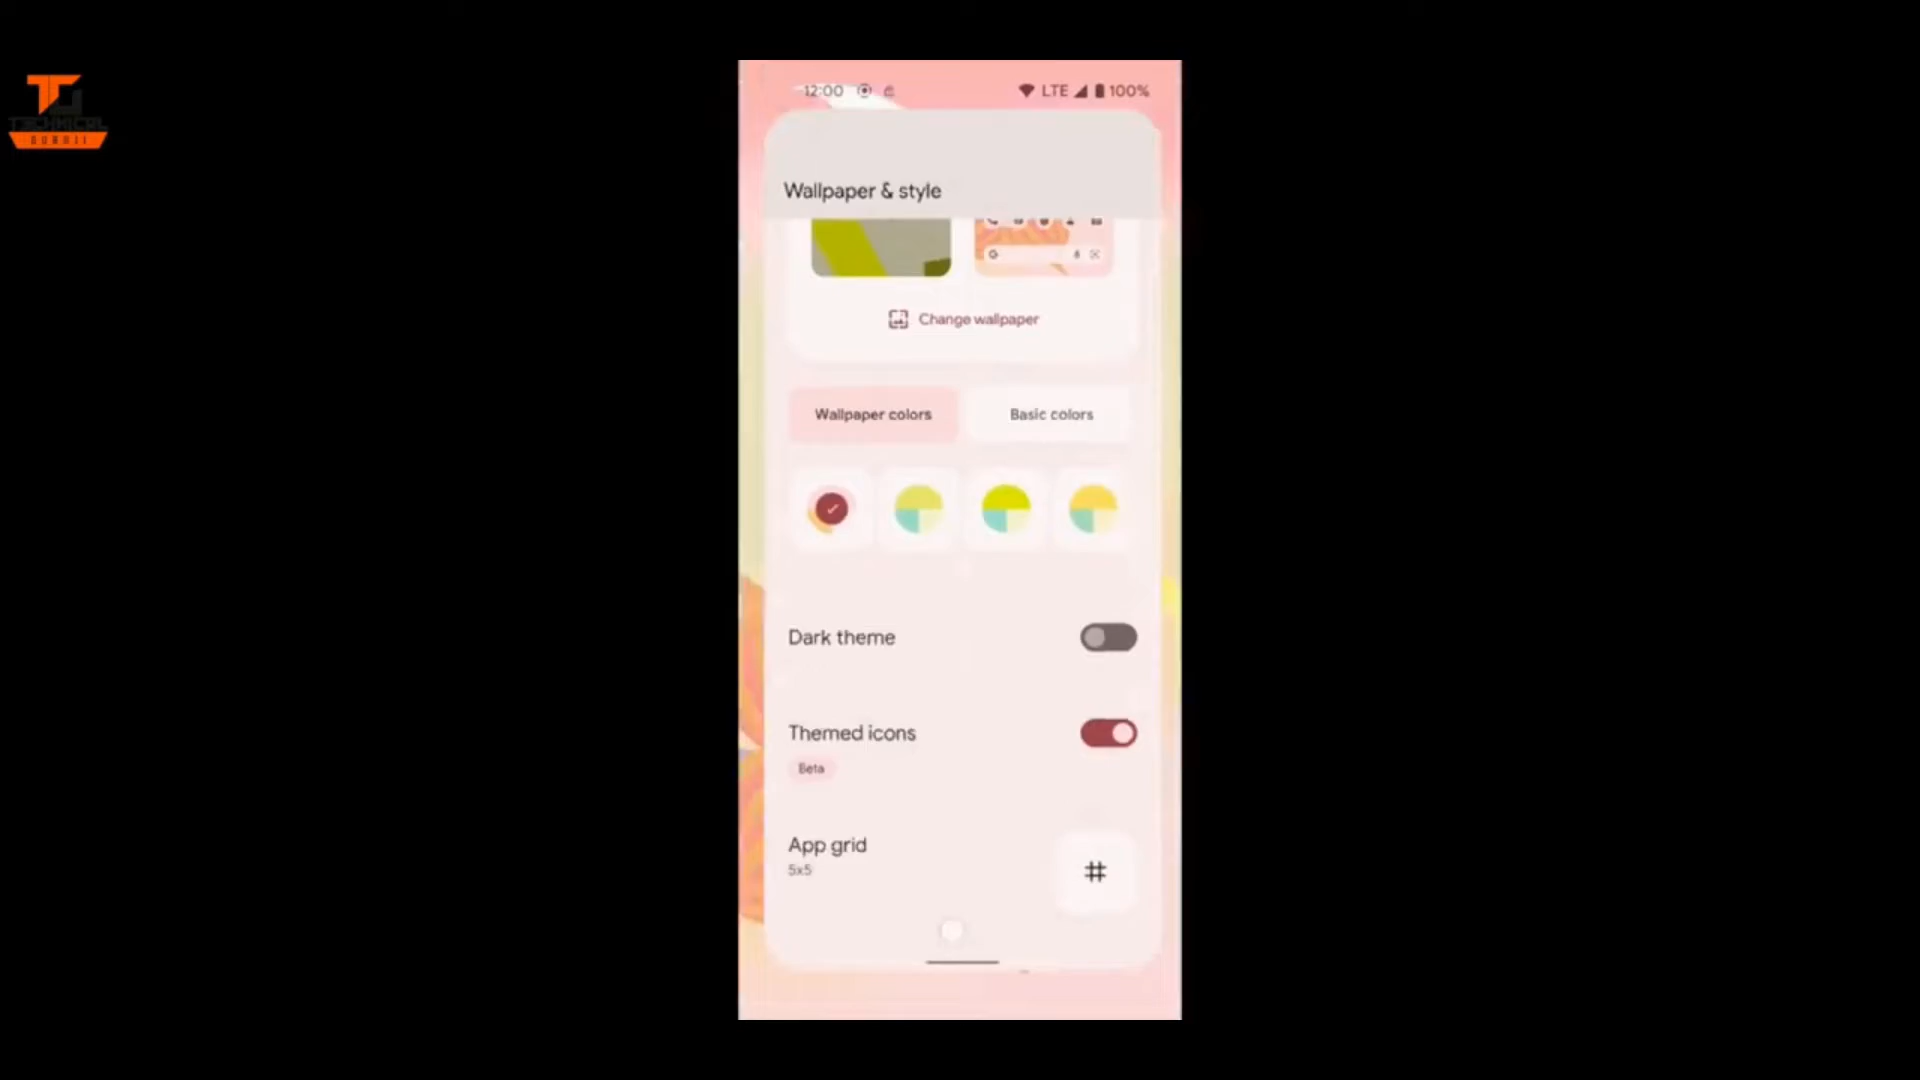 TECHNICAL
12:00 LTE 100%
Wallpaper & style
Change wallpaper
Wallpaper colors Basic colors
Dark theme
Themed icons
Beta
App grid
5x5